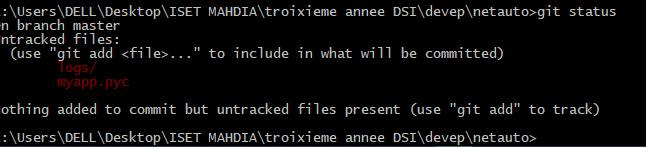 :\Users\DELL\Desktop\ISET MAHDIA\troixieme annee DSI\devep\netauto>git status
n branch master
ntracked files:
(use "git add <file>..." to include in what will be committed)
logs/
myapp.pyc
othing added to commit but untracked files present (use "git add" to track)
:\Users\DELL\Desktop\ISET MAHDIA\troixieme annee DSI\devep\netauto>